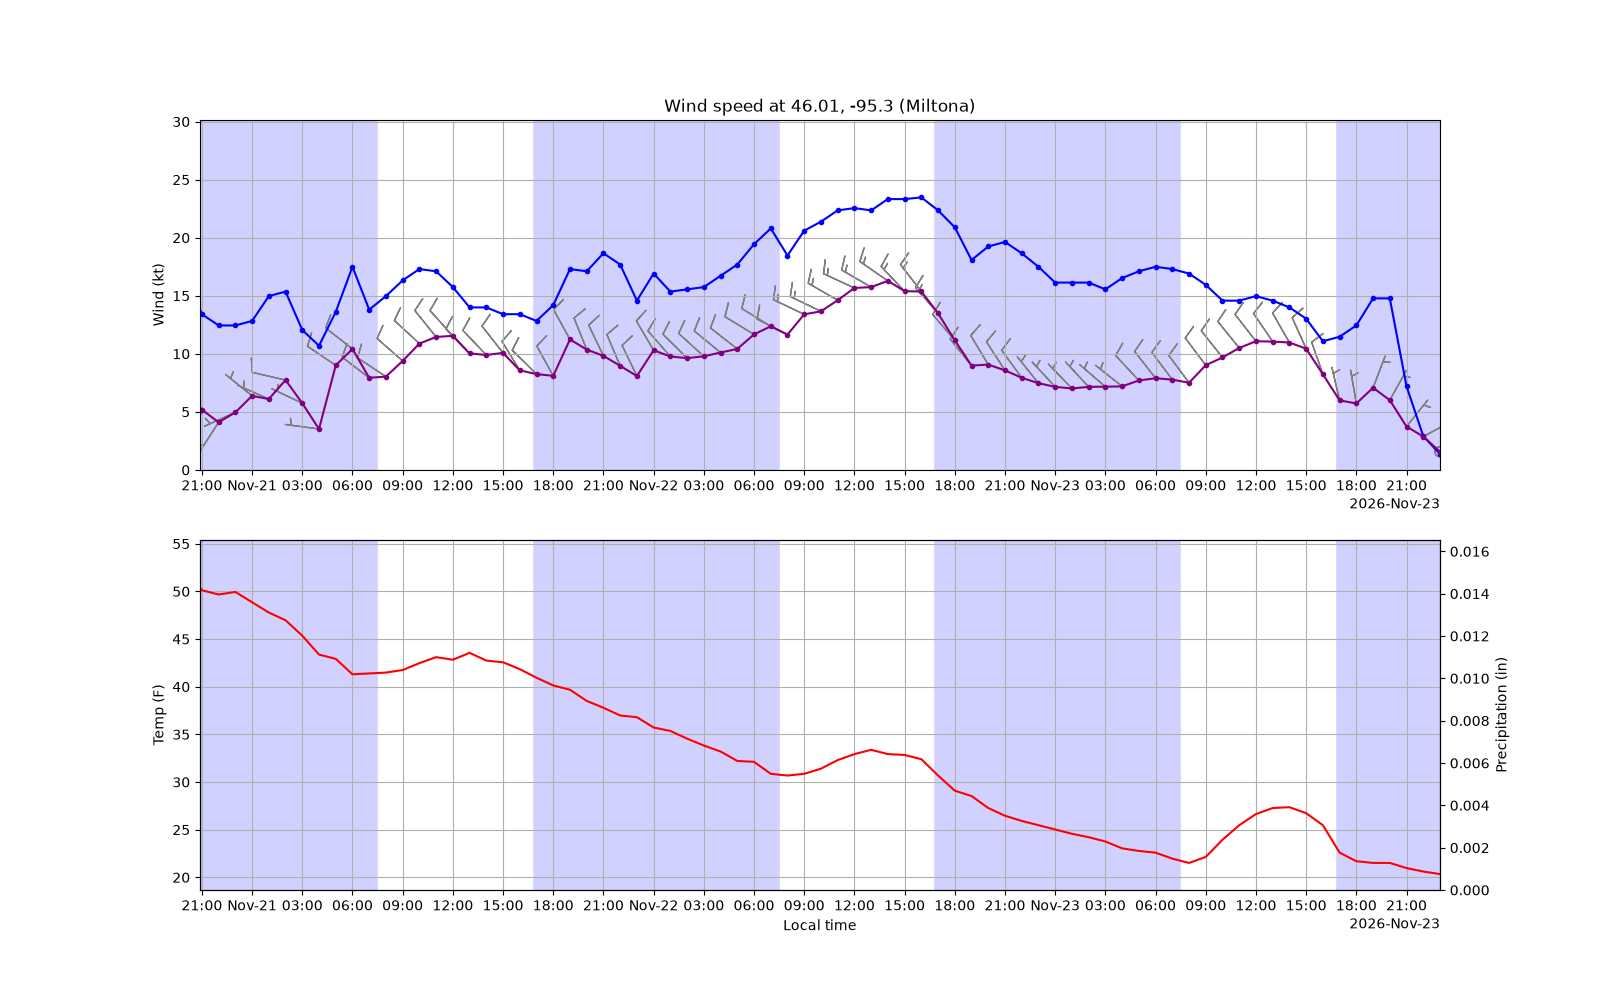 Wind speed at 46.01, -95.3 (Miltona)
30
25
20
15
10
5
0
Wind (kt)
21:00 Nov-21 03:00 06:00 09:00 12:00 15:00 18:00 21:00 Nov-22 03:00 06:00 09:00 12:00 15:00 18:00 21:00 Nov-23 03:00 06:00 09:00 12:00 15:00 18:00 21:00
2026-Nov-23
55
50
45
40
35
30
25
20
Temp (F)
0.016
0.014
0.012
0.010
0.008
0.006
0.004
0.002
0.000
Precipitation (in)
21:00 Nov-21 03:00 06:00 09:00 12:00 15:00 18:00 21:00 Nov-22 03:00 06:00 09:00 12:00 15:00 18:00 21:00 Nov-23 03:00 06:00 09:00 12:00 15:00 18:00 21:00
Local time
2026-Nov-23